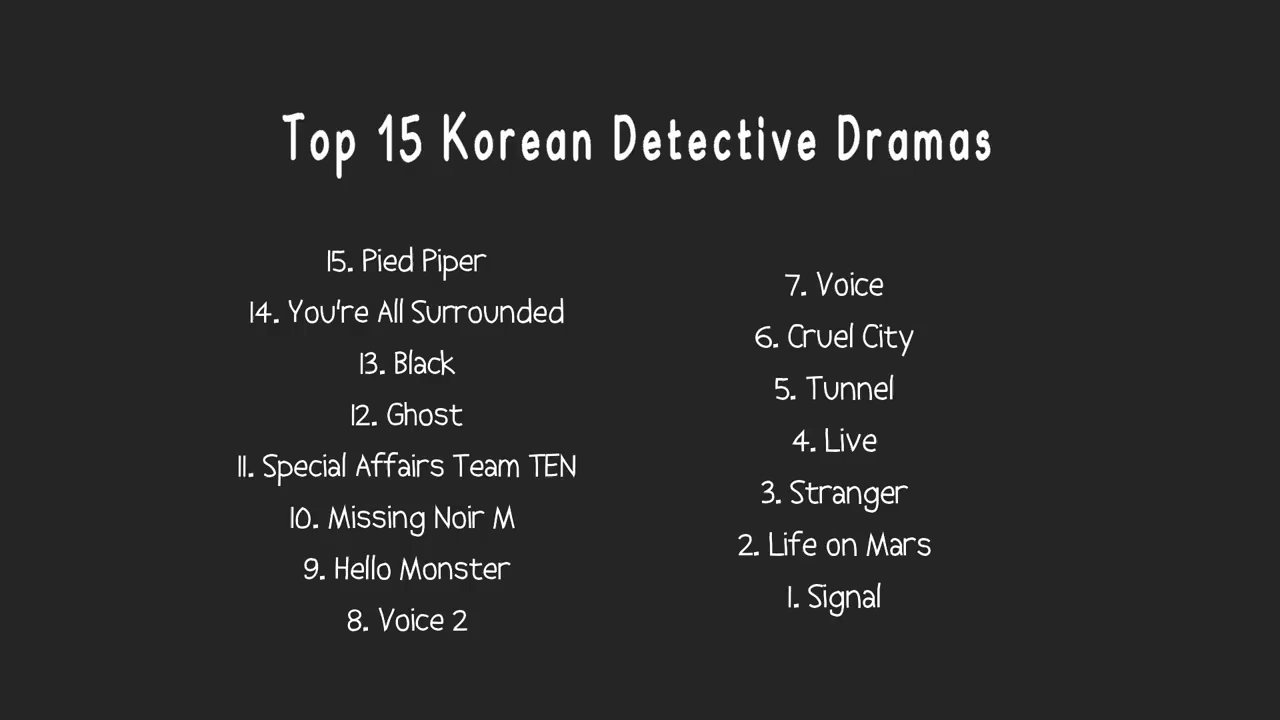 Top 15 Korean Detective Dramas
15. Pied Piper
14. You're All Surrounded
13. Black
12. Ghost
11. Special Affairs Team TEN
10. Missing Noir M
9. Hello Monster
8. Voice 2
7. Voice
6. Cruel City
5. Tunnel
4. Live
3. Stranger
2. Life on Mars
1. Signal